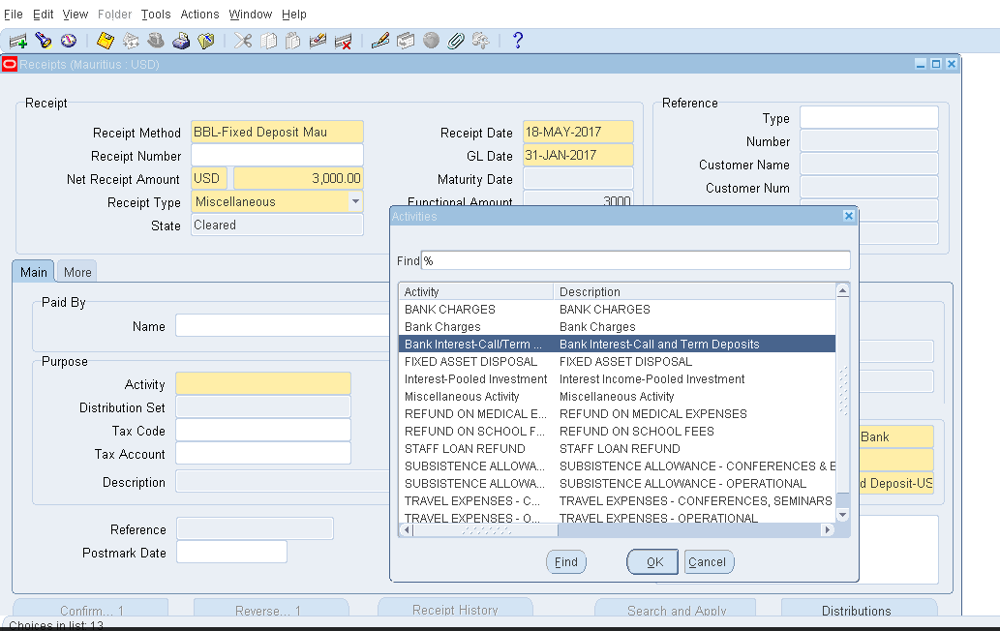 File Edit View Folder Tools Actions Window Help
?
Receipts (Mauritius : USD)
Receipt
Receipt Method BBL-Fixed Deposit Mau
Receipt Number
Net Receipt Amount USD 3,000.00
Receipt Type Miscellaneous
State Cleared
Receipt Date 18-MAY-2017
GL Date 31-JAN-2017
Maturity Date
Functional Amount 3000
Reference
Type
Number
Customer Name
Customer Num
Main More
Paid By
Name
Purpose
Activity
Distribution Set
Tax Code
Tax Account
Description
Reference
Postmark Date
Activities
Find %
Activity Description
BANK CHARGES BANK CHARGES
Bank Charges Bank Charges
Bank Interest-Call/Term ... Bank Interest-Call and Term Deposits
FIXED ASSET DISPOSAL FIXED ASSET DISPOSAL
Interest-Pooled Investment Interest Income-Pooled Investment
Miscellaneous Activity Miscellaneous Activity
REFUND ON MEDICAL E... REFUND ON MEDICAL EXPENSES
REFUND ON SCHOOL F... REFUND ON SCHOOL FEES
STAFF LOAN REFUND STAFF LOAN REFUND
SUBSISTENCE ALLOWA... SUBSISTENCE ALLOWANCE - CONFERENCES & E
SUBSISTENCE ALLOWA... SUBSISTENCE ALLOWANCE - OPERATIONAL
TRAVEL EXPENSES - C... TRAVEL EXPENSES - CONFERENCES, SEMINARS
TRAVEL EXPENSES - O... TRAVEL EXPENSES - OPERATIONAL
Find OK Cancel
Bank
d Deposit-US
Confirm... 1 Reverse... 1 Receipt History Search and Apply Distributions
Choices in list: 13